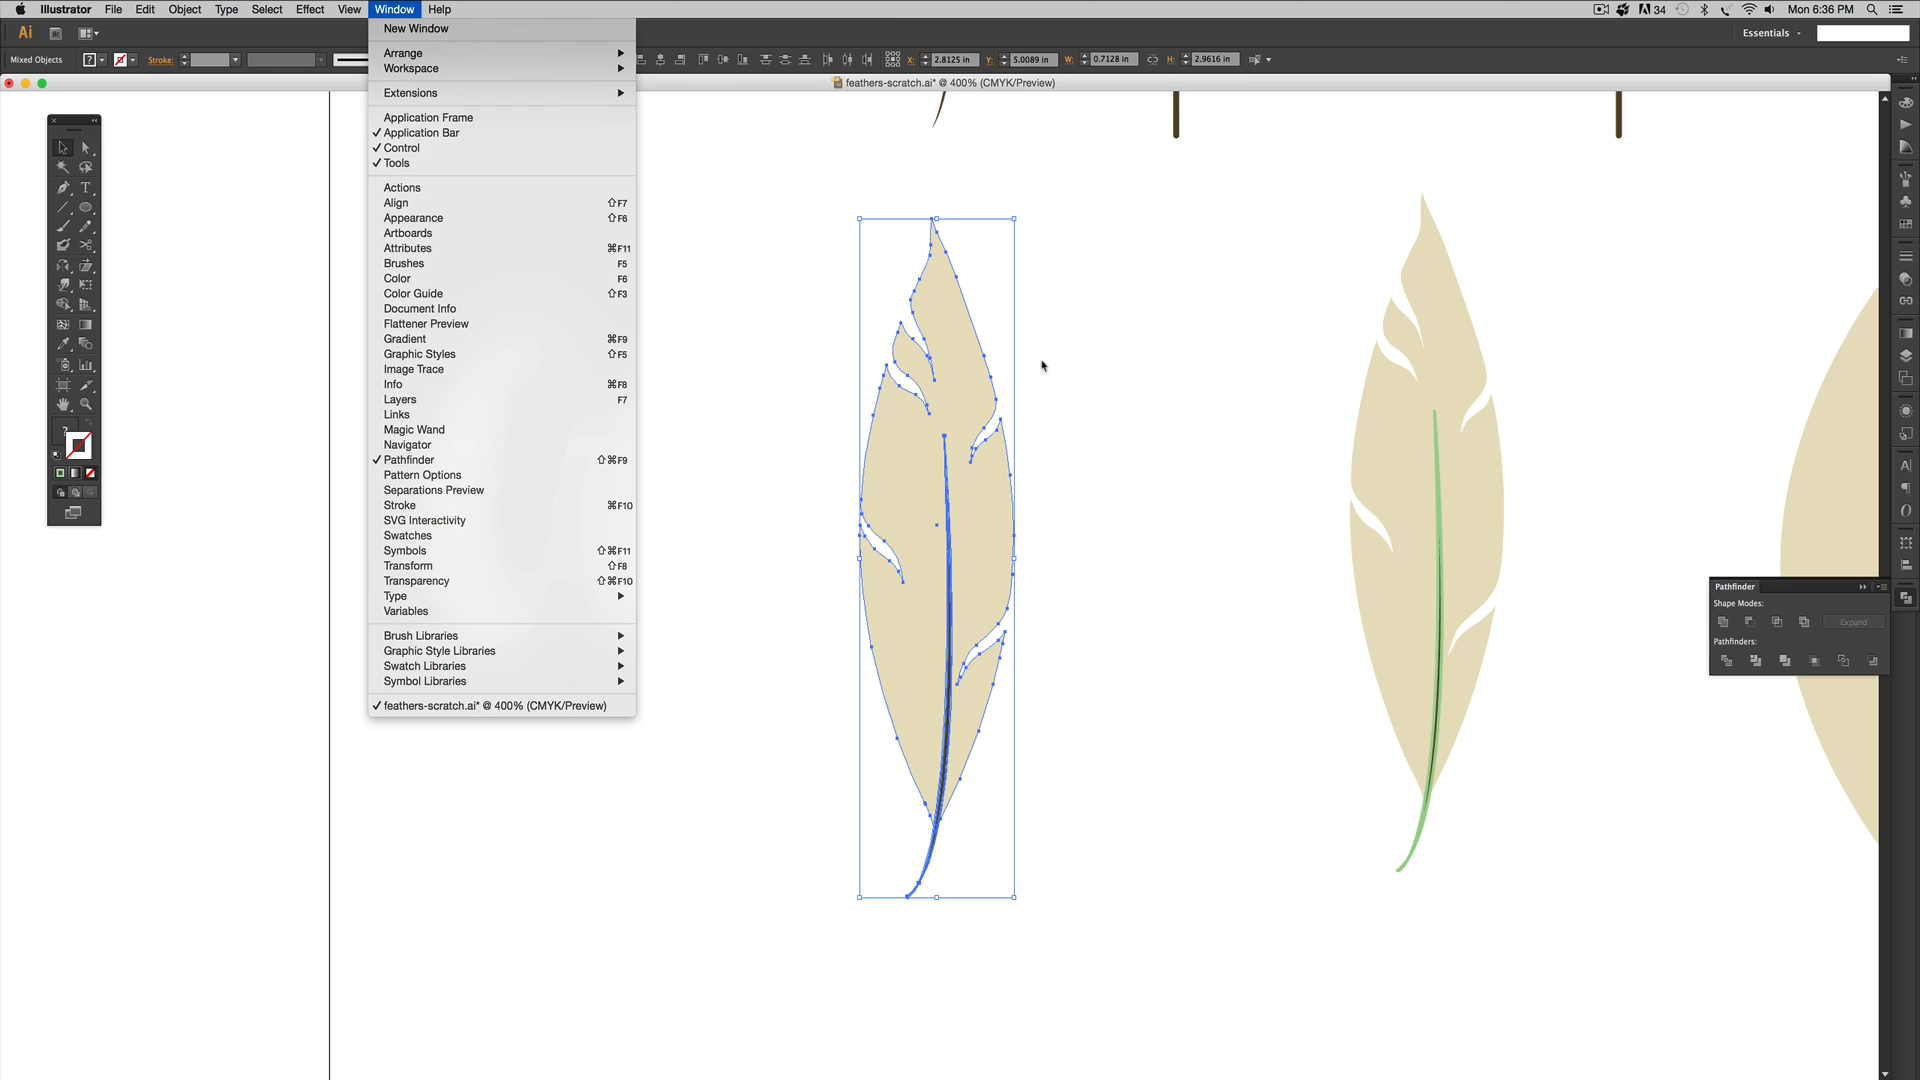 Illustrator File Edit Object Type Select Effect View Window Help
34 Mon 6:36 PM
Ai
Essentials
Mixed Objects
?
Stroke:
X: 2.8125 in Y: 5.0089 in W: 0.7128 in H: 2.9616 in
feathers-scratch.ai* @ 400% (CMYK/Preview)
New Window
Arrange
Workspace
Extensions
Application Frame
✓ Application Bar
✓ Control
✓ Tools
Actions
Align ⇧F7
Appearance ⇧F6
Artboards
Attributes ⌘F11
Brushes F5
Color F6
Color Guide ⇧F3
Document Info
Flattener Preview
Gradient ⌘F9
Graphic Styles ⇧F5
Image Trace
Info ⌘F8
Layers F7
Links
Magic Wand
Navigator
✓ Pathfinder ⇧⌘F9
Pattern Options
Separations Preview
Stroke ⌘F10
SVG Interactivity
Swatches
Symbols ⇧⌘F11
Transform ⇧F8
Transparency ⇧⌘F10
Type
Variables
Brush Libraries
Graphic Style Libraries
Swatch Libraries
Symbol Libraries
✓ feathers-scratch.ai* @ 400% (CMYK/Preview)
T
?
Pathfinder
Shape Modes:
Expand
Pathfinders: